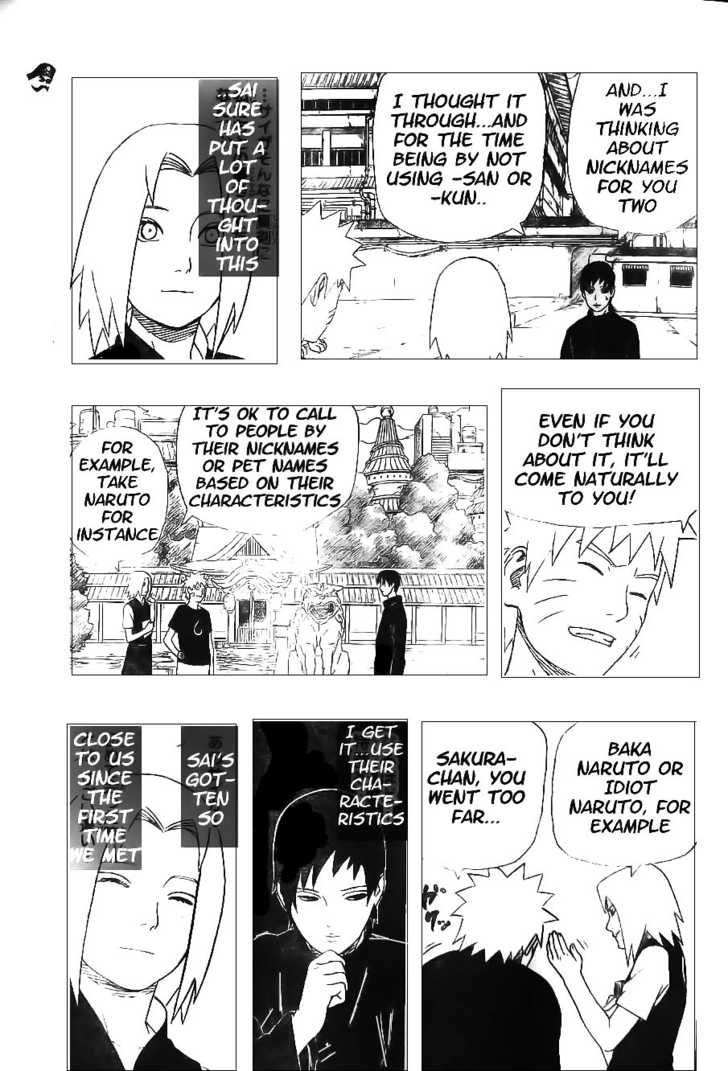 AND...I
WAS
THINKING
ABOUT
NICKNAMES
FOR YOU
TWO
I THOUGHT IT
THROUGH...AND
FOR THE TIME
BEING BY NOT
USING -SAN OR
-KUN..
SAI
SURE
HAS
PUT A
LOT
OF
THOU-
GHT
INTO
THIS
EVEN IF YOU
DON'T THINK
ABOUT IT, IT'LL
COME NATURALLY
TO YOU!
IT'S OK TO CALL
TO PEOPLE BY
THEIR NICKNAMES
OR PET NAMES
BASED ON THEIR
CHARACTERISTICS
FOR
EXAMPLE,
TAKE
NARUTO
FOR
INSTANCE
BAKA
NARUTO OR
IDIOT
NARUTO, FOR
EXAMPLE
SAKURA-
CHAN, YOU
WENT TOO
FAR...
I GET
IT...USE
THEIR
CHA-
RACTE-
RISTICS
SAI'S
GOT-
TEN
SO
CLOSE
TO US
SINCE
THE
FIRST
TIME
WE MET